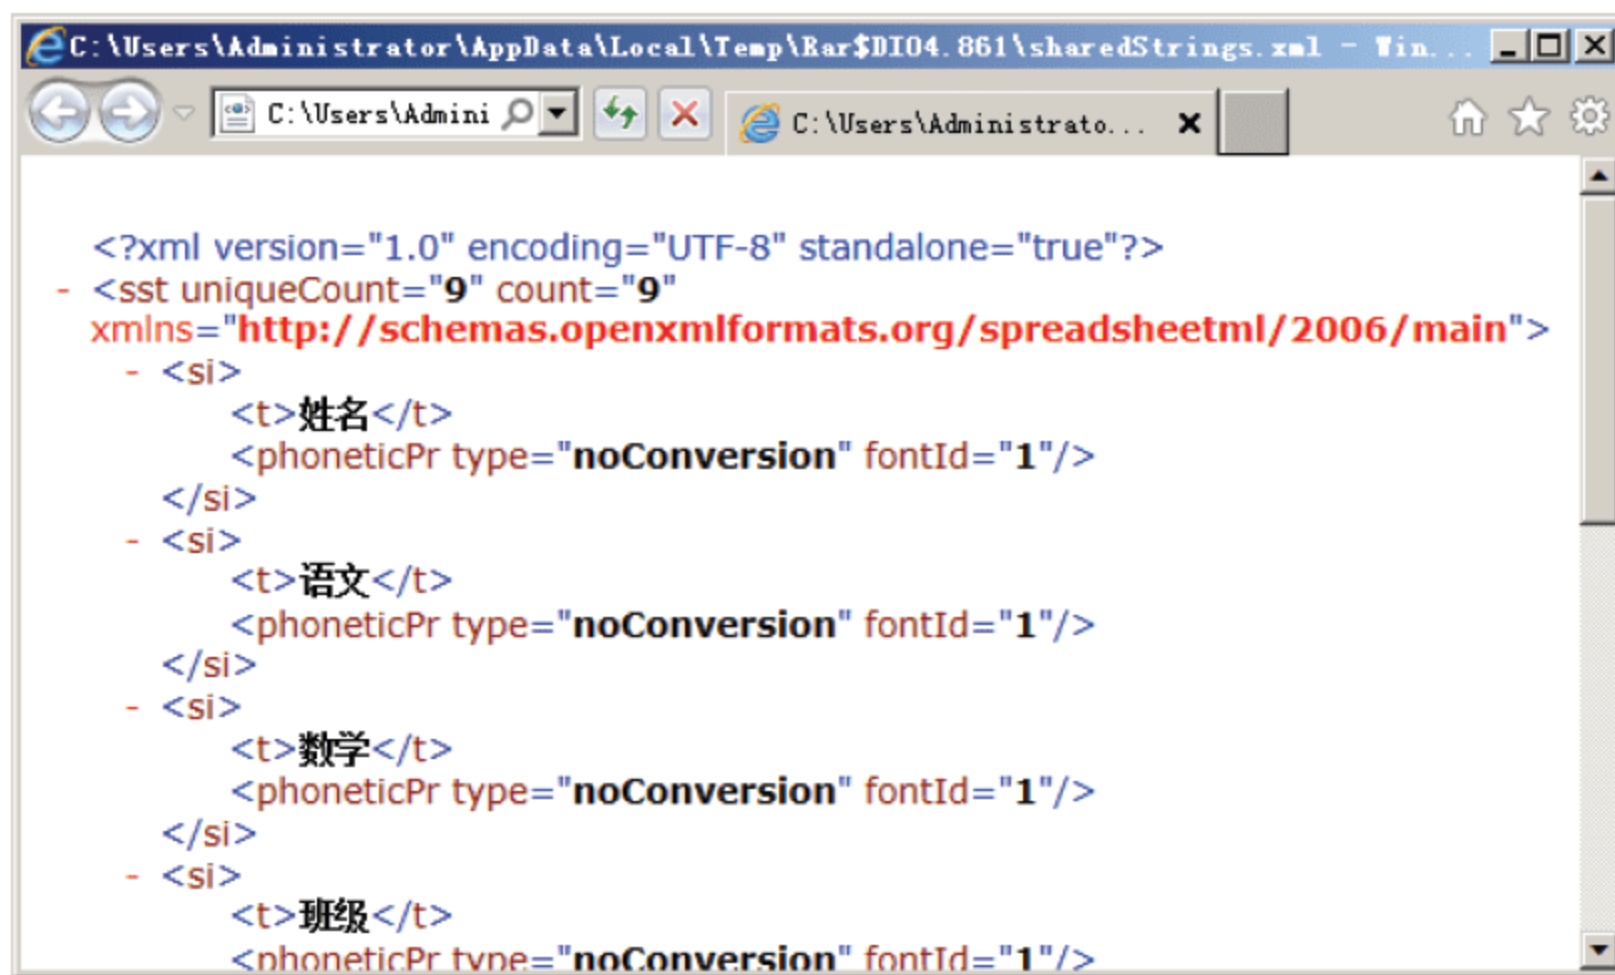 C:\Users\Administrator\AppData\Local\Temp\Rar$DI04.861\sharedStrings.xml - Win...
C:\Users\Admini
C:\Users\Administrato...
<?xml version="1.0" encoding="UTF-8" standalone="true"?>
- <sst uniqueCount="9" count="9"
xmlns="http://schemas.openxmlformats.org/spreadsheetml/2006/main">
- <si>
<t>姓名</t>
<phoneticPr type="noConversion" fontId="1"/>
</si>
- <si>
<t>语文</t>
<phoneticPr type="noConversion" fontId="1"/>
</si>
- <si>
<t>数学</t>
<phoneticPr type="noConversion" fontId="1"/>
</si>
- <si>
<t>班级</t>
<phoneticPr type="noConversion" fontId="1"/>